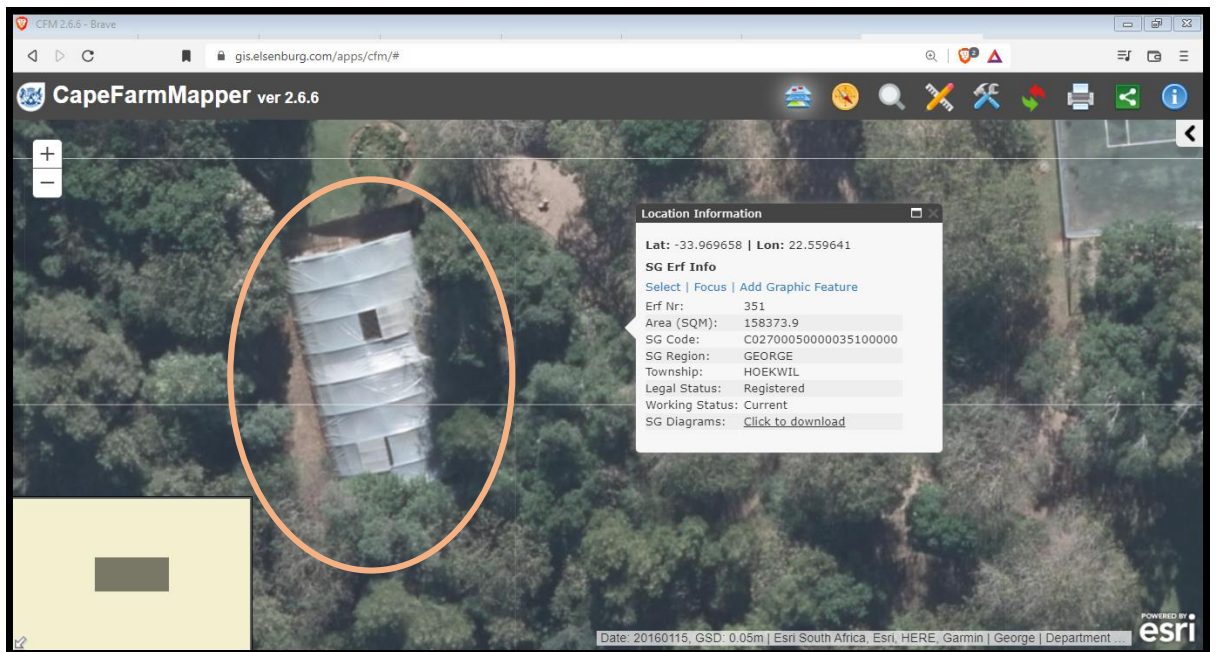 CFM 2.6.6 - Brave
gis.elsenburg.com/apps/cfm/#
2
CapeFarmMapper ver 2.6.6
+
−
Location Information
Lat: -33.969658 | Lon: 22.559641
SG Erf Info
Select | Focus | Add Graphic Feature
Erf Nr: 351
Area (SQM): 158373.9
SG Code: C02700050000035100000
SG Region: GEORGE
Township: HOEKWIL
Legal Status: Registered
Working Status: Current
SG Diagrams: Click to download
Date: 20160115, GSD: 0.05m | Esri South Africa, Esri, HERE, Garmin | George | Department ...
POWERED BY
esri